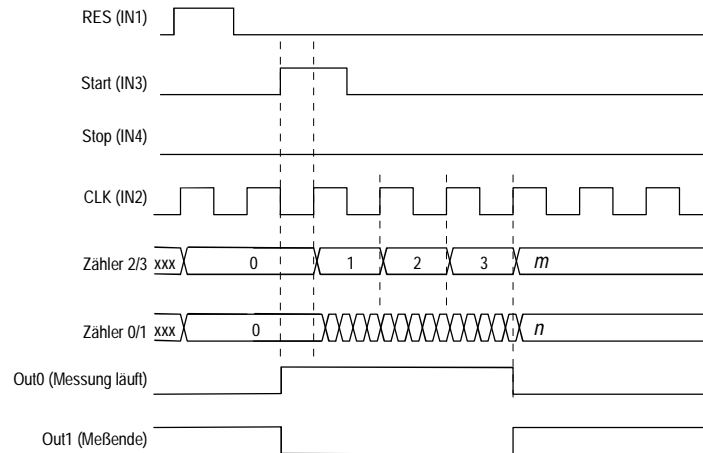 RES (IN1)
Start (IN3)
Stop (IN4)
CLK (IN2)
Zähler 2/3 xxx 0 1 2 3 m
Zähler 0/1 xxx 0 n
Out0 (Messung läuft)
Out1 (Meßende)